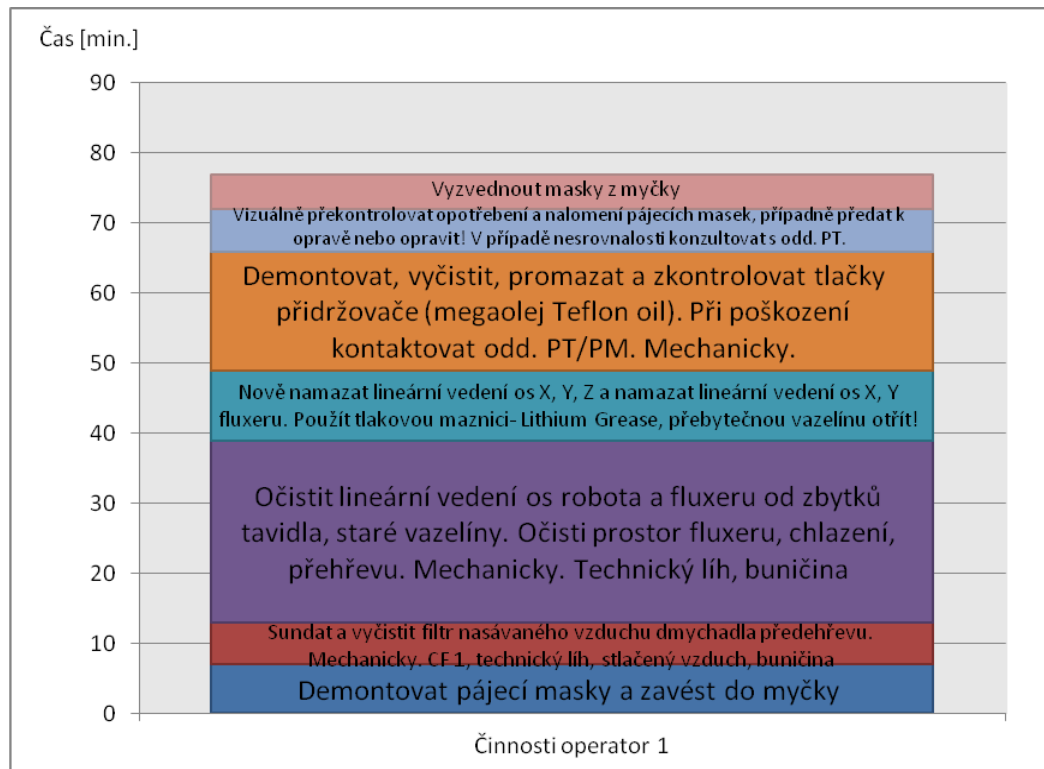 Čas [min.]
90
80
70
60
50
40
30
20
10
0
Vyzvednout masky z myčky
Vizuálně překontrolovat opotřebení a nalomení pájecích masek, případně předat k
opravě nebo opravit! V případě nesrovnalosti konzultovat s odd. PT.
Demontovat, vyčistit, promazat a zkontrolovat tlačky
přidržovače (megaolej Teflon oil). Při poškození
kontaktovat odd. PT/PM. Mechanicky.
Nově namazat lineární vedení os X, Y, Z a namazat lineární vedení os X, Y
fluxeru. Použít tlakovou maznici- Lithium Grease, přebytečnou vazelínu otřít!
Očistit lineární vedení os robota a fluxeru od zbytků
tavidla, staré vazelíny. Očisti prostor fluxeru, chlazení,
přehřevu. Mechanicky. Technický líh, buničina
Sundat a vyčistit filtr nasávaného vzduchu dmychadla předehřevu.
Mechanicky. CF 1, technický líh, stlačený vzduch, buničina
Demontovat pájecí masky a zavést do myčky
Činnosti operator 1